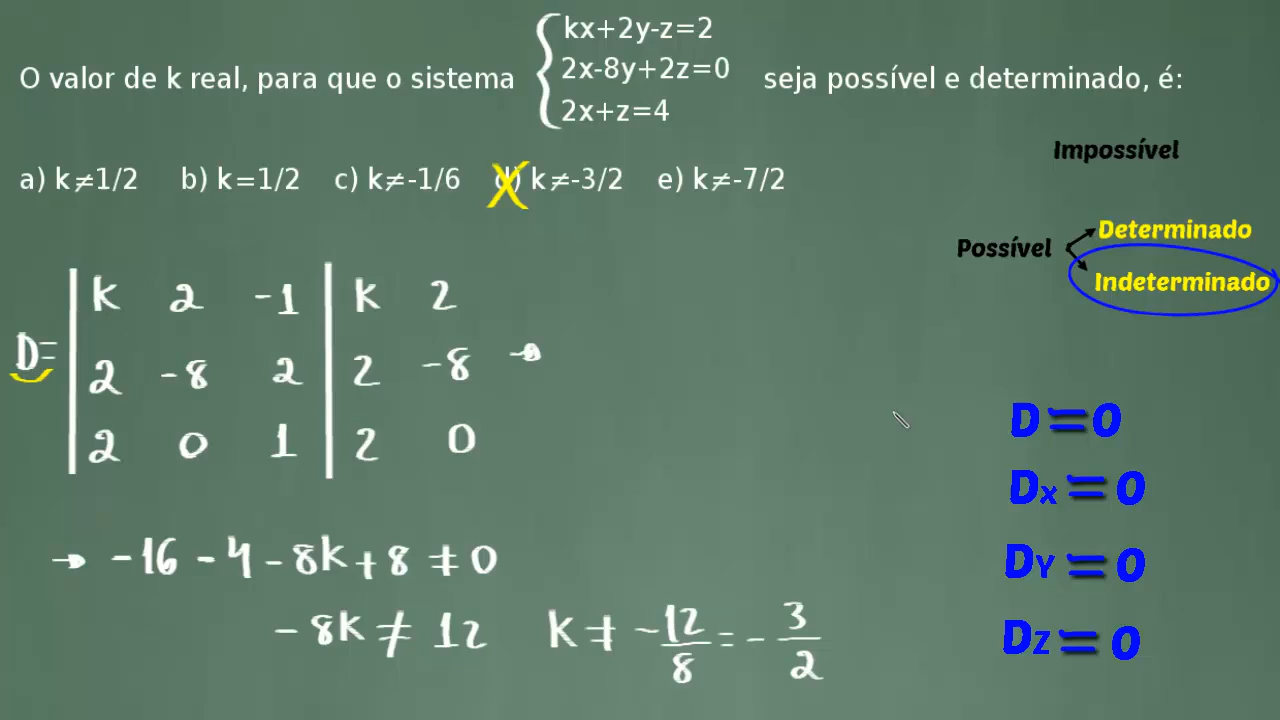 kx+2y-z=2
O valor de k real, para que o sistema 2x-8y+2z=0 seja possível e determinado, é:
2x+z=4
Impossível
a) k≠1/2 b) k=1/2 c) k≠-1/6 d) k≠-3/2 e) k≠-7/2
Determinado
Possível
Indeterminado
k 2 -1 k 2
D=
2 -8 2 2 -8 →
2 0 1 2 0
D=0
Dx=0
→ -16 -4 -8k+8 ≠ 0
Dy=0
-8k ≠ 12 k ≠ -12/8 = -3/2
Dz=0